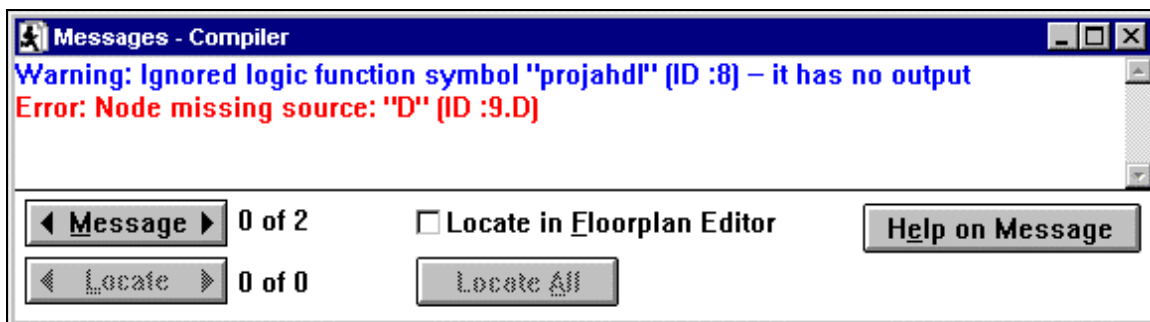 Messages - Compiler
Warning: Ignored logic function symbol "projahdl" (ID :8) – it has no output
Error: Node missing source: "D" (ID :9.D)
Message 0 of 2 Locate in Floorplan Editor Help on Message
Locate 0 of 0 Locate All